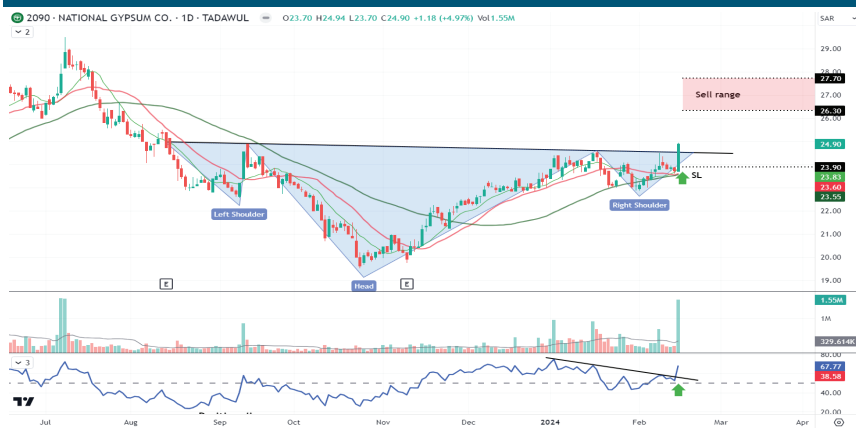 2090 · NATIONAL GYPSUM CO. · 1D · TADAWUL O23.70 H24.94 L23.70 C24.90 +1.18 (+4.97%) Vol1.55M
SAR
2
29.00
28.00
27.70
27.00
Sell range
26.30
26.00
24.90
23.90
SL
23.83
23.60
23.55
Left Shoulder
Right Shoulder
22.00
21.00
20.00
19.00
E
Head
E
1.55M
1M
329.614K
80.00
3
67.77
38.58
40.00
20.00
Jul
Aug
Sep
Oct
Nov
Dec
2024
Feb
Mar
Apr